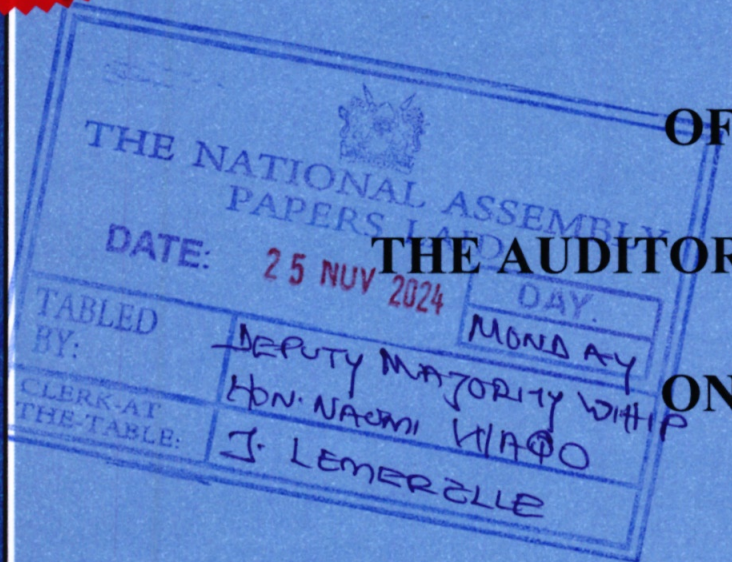 OF
THE NATIONAL ASSEMBLY
PAPERS LAID
THE AUDITOR
DATE: 25 NOV 2024
DAY.
MONDAY
TABLED
BY:
DEPUTY MAJORITY WHIP
HON. NAOMI WAQO
ON
CLERK-AT
THE-TABLE:
J. LEMERELLE